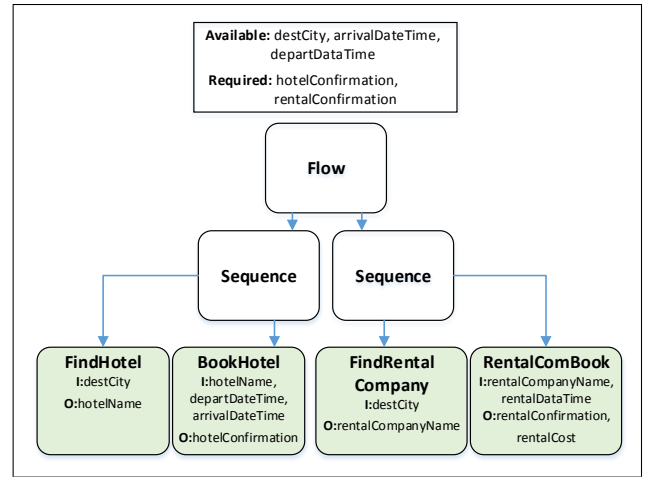 Available: destCity, arrivalDateTime,
departDataTime
Required: hotelConfirmation,
rentalConfirmation
Flow
Sequence
Sequence
FindHotel
I:destCity
O:hotelName
BookHotel
I:hotelName,
departDateTime,
arrivalDateTime
O:hotelConfirmation
FindRental
Company
I:destCity
O:rentalCompanyName
RentalComBook
I:rentalCompanyName,
rentalDataTime
O:rentalConfirmation,
rentalCost